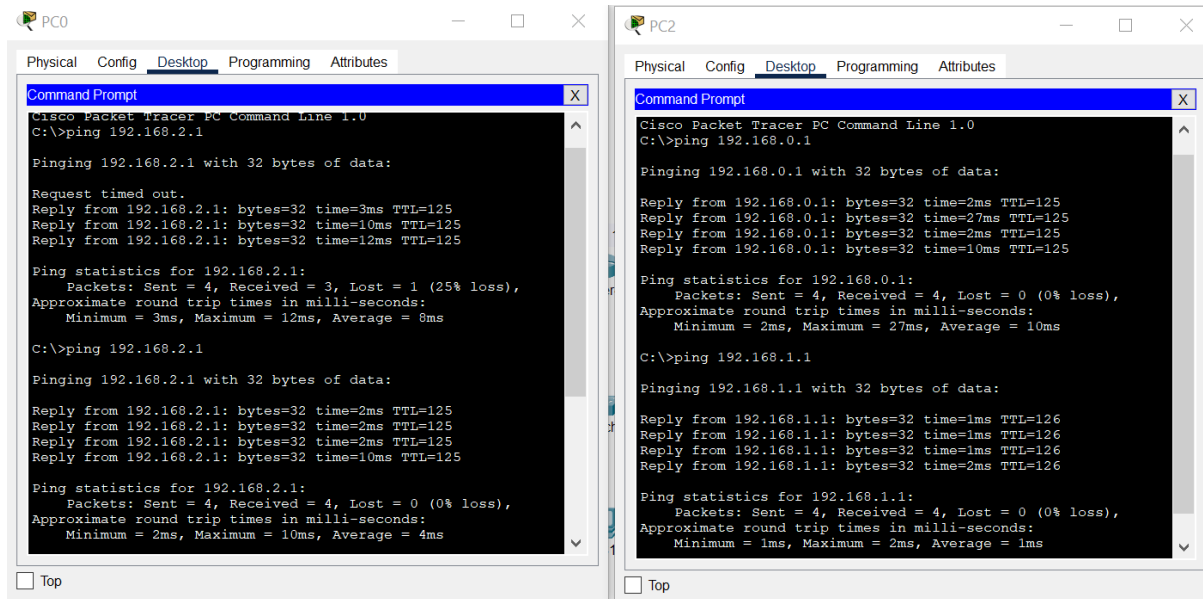 PC0
Physical Config Desktop Programming Attributes
Command Prompt X
Cisco Packet Tracer PC Command Line 1.0
C:\>ping 192.168.2.1
Pinging 192.168.2.1 with 32 bytes of data:
Request timed out.
Reply from 192.168.2.1: bytes=32 time=3ms TTL=125
Reply from 192.168.2.1: bytes=32 time=10ms TTL=125
Reply from 192.168.2.1: bytes=32 time=12ms TTL=125
Ping statistics for 192.168.2.1:
Packets: Sent = 4, Received = 3, Lost = 1 (25% loss),
Approximate round trip times in milli-seconds:
Minimum = 3ms, Maximum = 12ms, Average = 8ms
C:\>ping 192.168.2.1
Pinging 192.168.2.1 with 32 bytes of data:
Reply from 192.168.2.1: bytes=32 time=2ms TTL=125
Reply from 192.168.2.1: bytes=32 time=2ms TTL=125
Reply from 192.168.2.1: bytes=32 time=2ms TTL=125
Reply from 192.168.2.1: bytes=32 time=10ms TTL=125
Ping statistics for 192.168.2.1:
Packets: Sent = 4, Received = 4, Lost = 0 (0% loss),
Approximate round trip times in milli-seconds:
Minimum = 2ms, Maximum = 10ms, Average = 4ms
Top
PC2
Physical Config Desktop Programming Attributes
Command Prompt X
Cisco Packet Tracer PC Command Line 1.0
C:\>ping 192.168.0.1
Pinging 192.168.0.1 with 32 bytes of data:
Reply from 192.168.0.1: bytes=32 time=2ms TTL=125
Reply from 192.168.0.1: bytes=32 time=27ms TTL=125
Reply from 192.168.0.1: bytes=32 time=2ms TTL=125
Reply from 192.168.0.1: bytes=32 time=10ms TTL=125
Ping statistics for 192.168.0.1:
Packets: Sent = 4, Received = 4, Lost = 0 (0% loss),
Approximate round trip times in milli-seconds:
Minimum = 2ms, Maximum = 27ms, Average = 10ms
C:\>ping 192.168.1.1
Pinging 192.168.1.1 with 32 bytes of data:
Reply from 192.168.1.1: bytes=32 time=1ms TTL=126
Reply from 192.168.1.1: bytes=32 time=1ms TTL=126
Reply from 192.168.1.1: bytes=32 time=1ms TTL=126
Reply from 192.168.1.1: bytes=32 time=2ms TTL=126
Ping statistics for 192.168.1.1:
Packets: Sent = 4, Received = 4, Lost = 0 (0% loss),
Approximate round trip times in milli-seconds:
Minimum = 1ms, Maximum = 2ms, Average = 1ms
Top